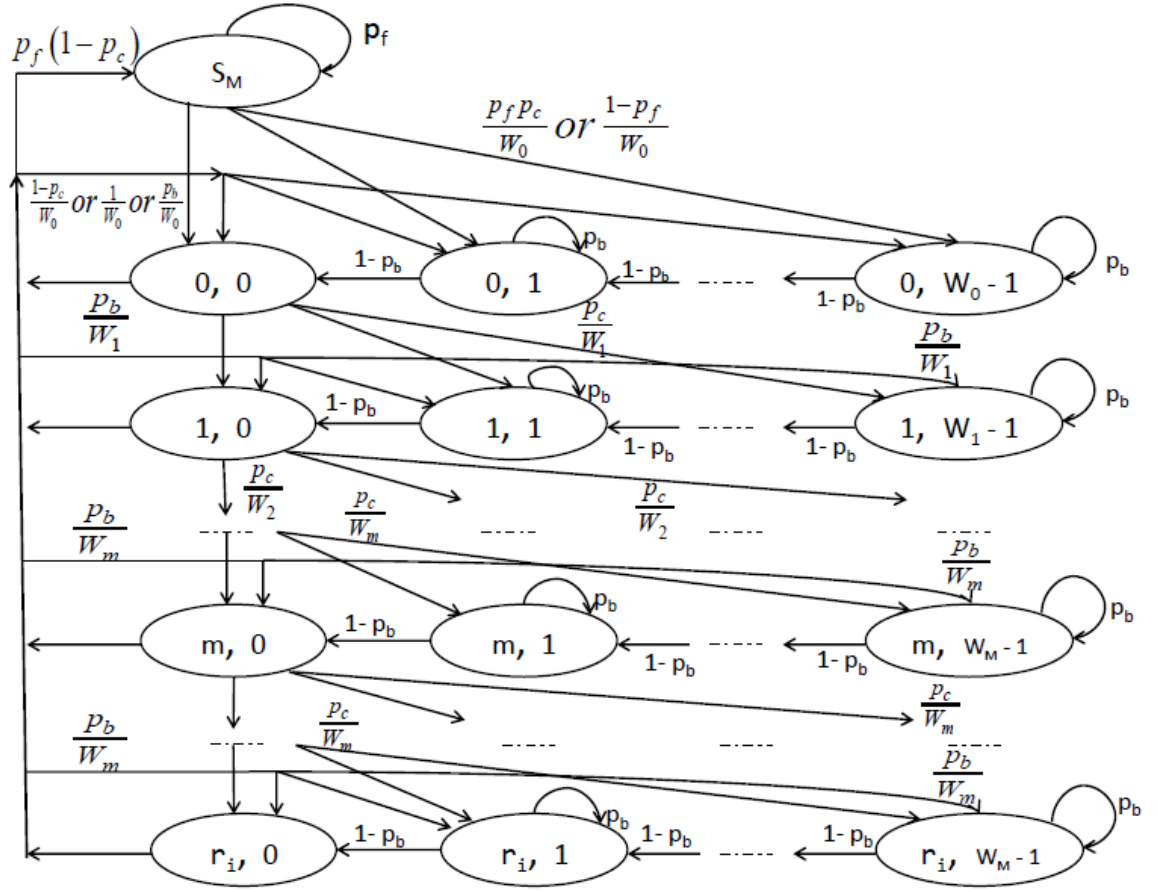 p_f (1 - p_c)
p_f
S_M
p_f p_c / W_0 or 1 - p_f / W_0
1 - p_c / W_0 or 1 / W_0 or p_b / W_0
p_b
p_b
1 - p_b
1 - p_b
1 - p_b
0, 0
0, 1
0, W_0 - 1
p_b / W_1
p_c / W_1
p_b / W_1
p_b
p_b
1 - p_b
1 - p_b
1 - p_b
1, 0
1, 1
1, W_1 - 1
p_c / W_2
p_c / W_m
p_c / W_2
p_b / W_m
p_b / W_m
p_b
p_b
1 - p_b
1 - p_b
1 - p_b
m, 0
m, 1
m, W_M - 1
p_c / W_m
p_b / W_m
p_c / W_m
p_b / W_m
p_b
p_b
1 - p_b
1 - p_b
1 - p_b
r_i, 0
r_i, 1
r_i, W_M - 1